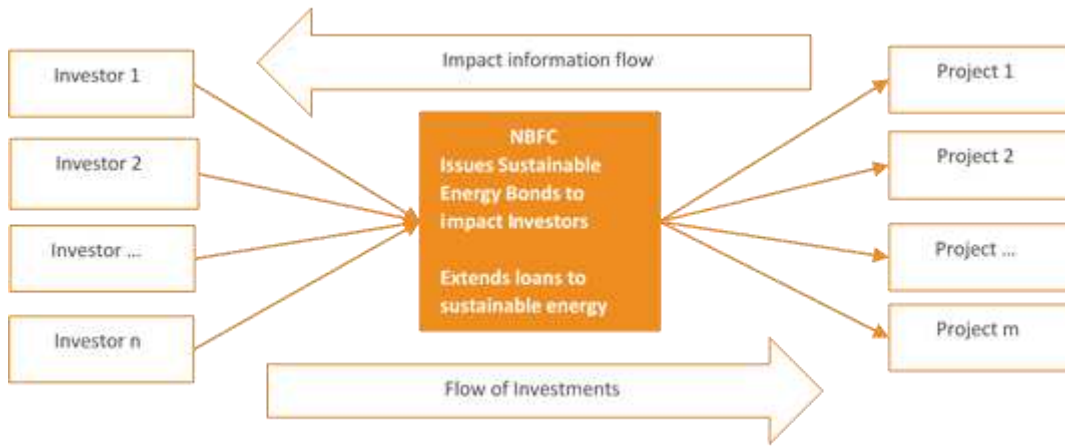 Impact information flow
Investor 1
Investor 2
Investor ...
Investor n
NBFC
Issues Sustainable
Energy Bonds to
Impact Investors
Extends loans to
sustainable energy
Project 1
Project 2
Project ...
Project m
Flow of Investments